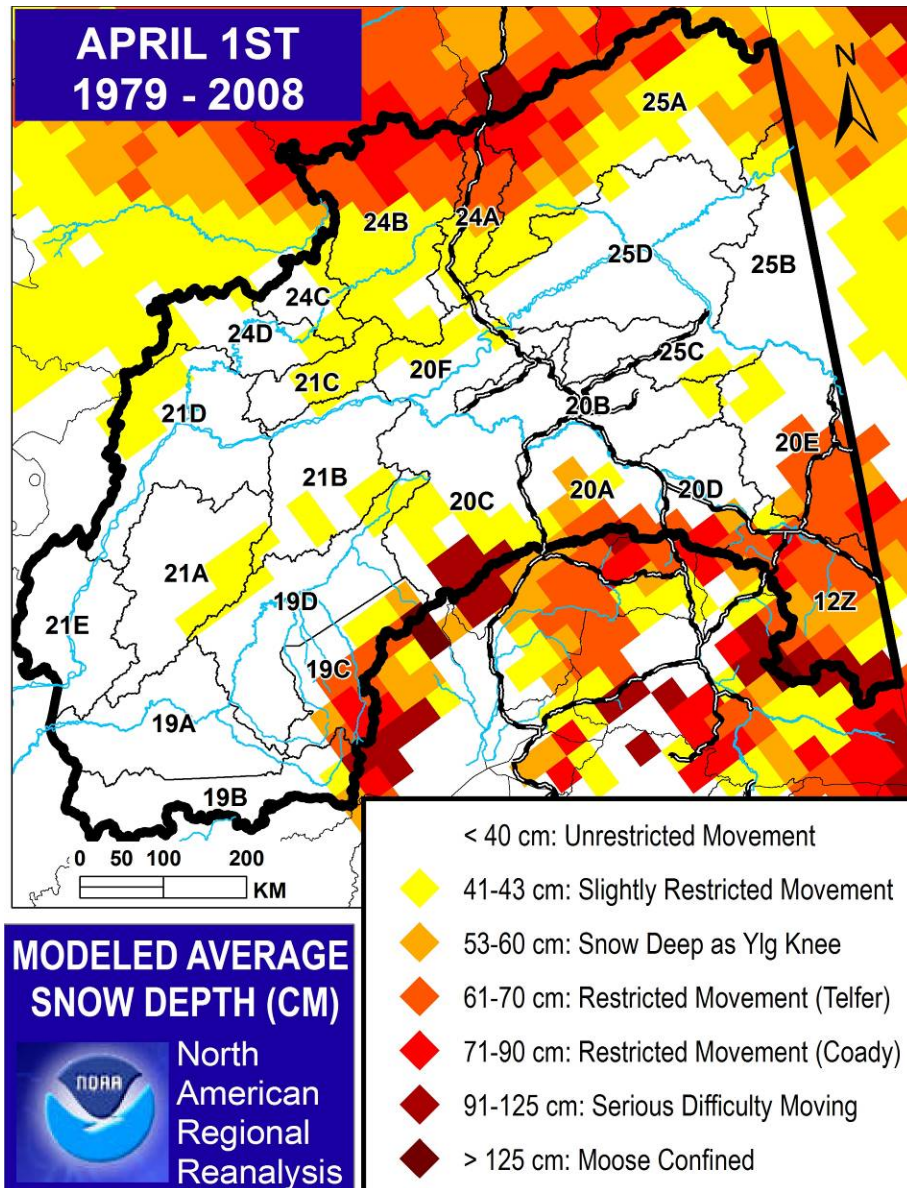 APRIL 1ST
1979 - 2008
N
25A
24B
24A
25D
25B
24C
24D
25C
21C
20F
21D
20B
20E
21B
20C
20A
20D
21A
12Z
19D
21E
19C
19A
19B
0 50 100 200
KM
< 40 cm: Unrestricted Movement
41-43 cm: Slightly Restricted Movement
53-60 cm: Snow Deep as Ylg Knee
61-70 cm: Restricted Movement (Telfer)
71-90 cm: Restricted Movement (Coady)
91-125 cm: Serious Difficulty Moving
> 125 cm: Moose Confined
MODELED AVERAGE
SNOW DEPTH (CM)
NOAA
North
American
Regional
Reanalysis